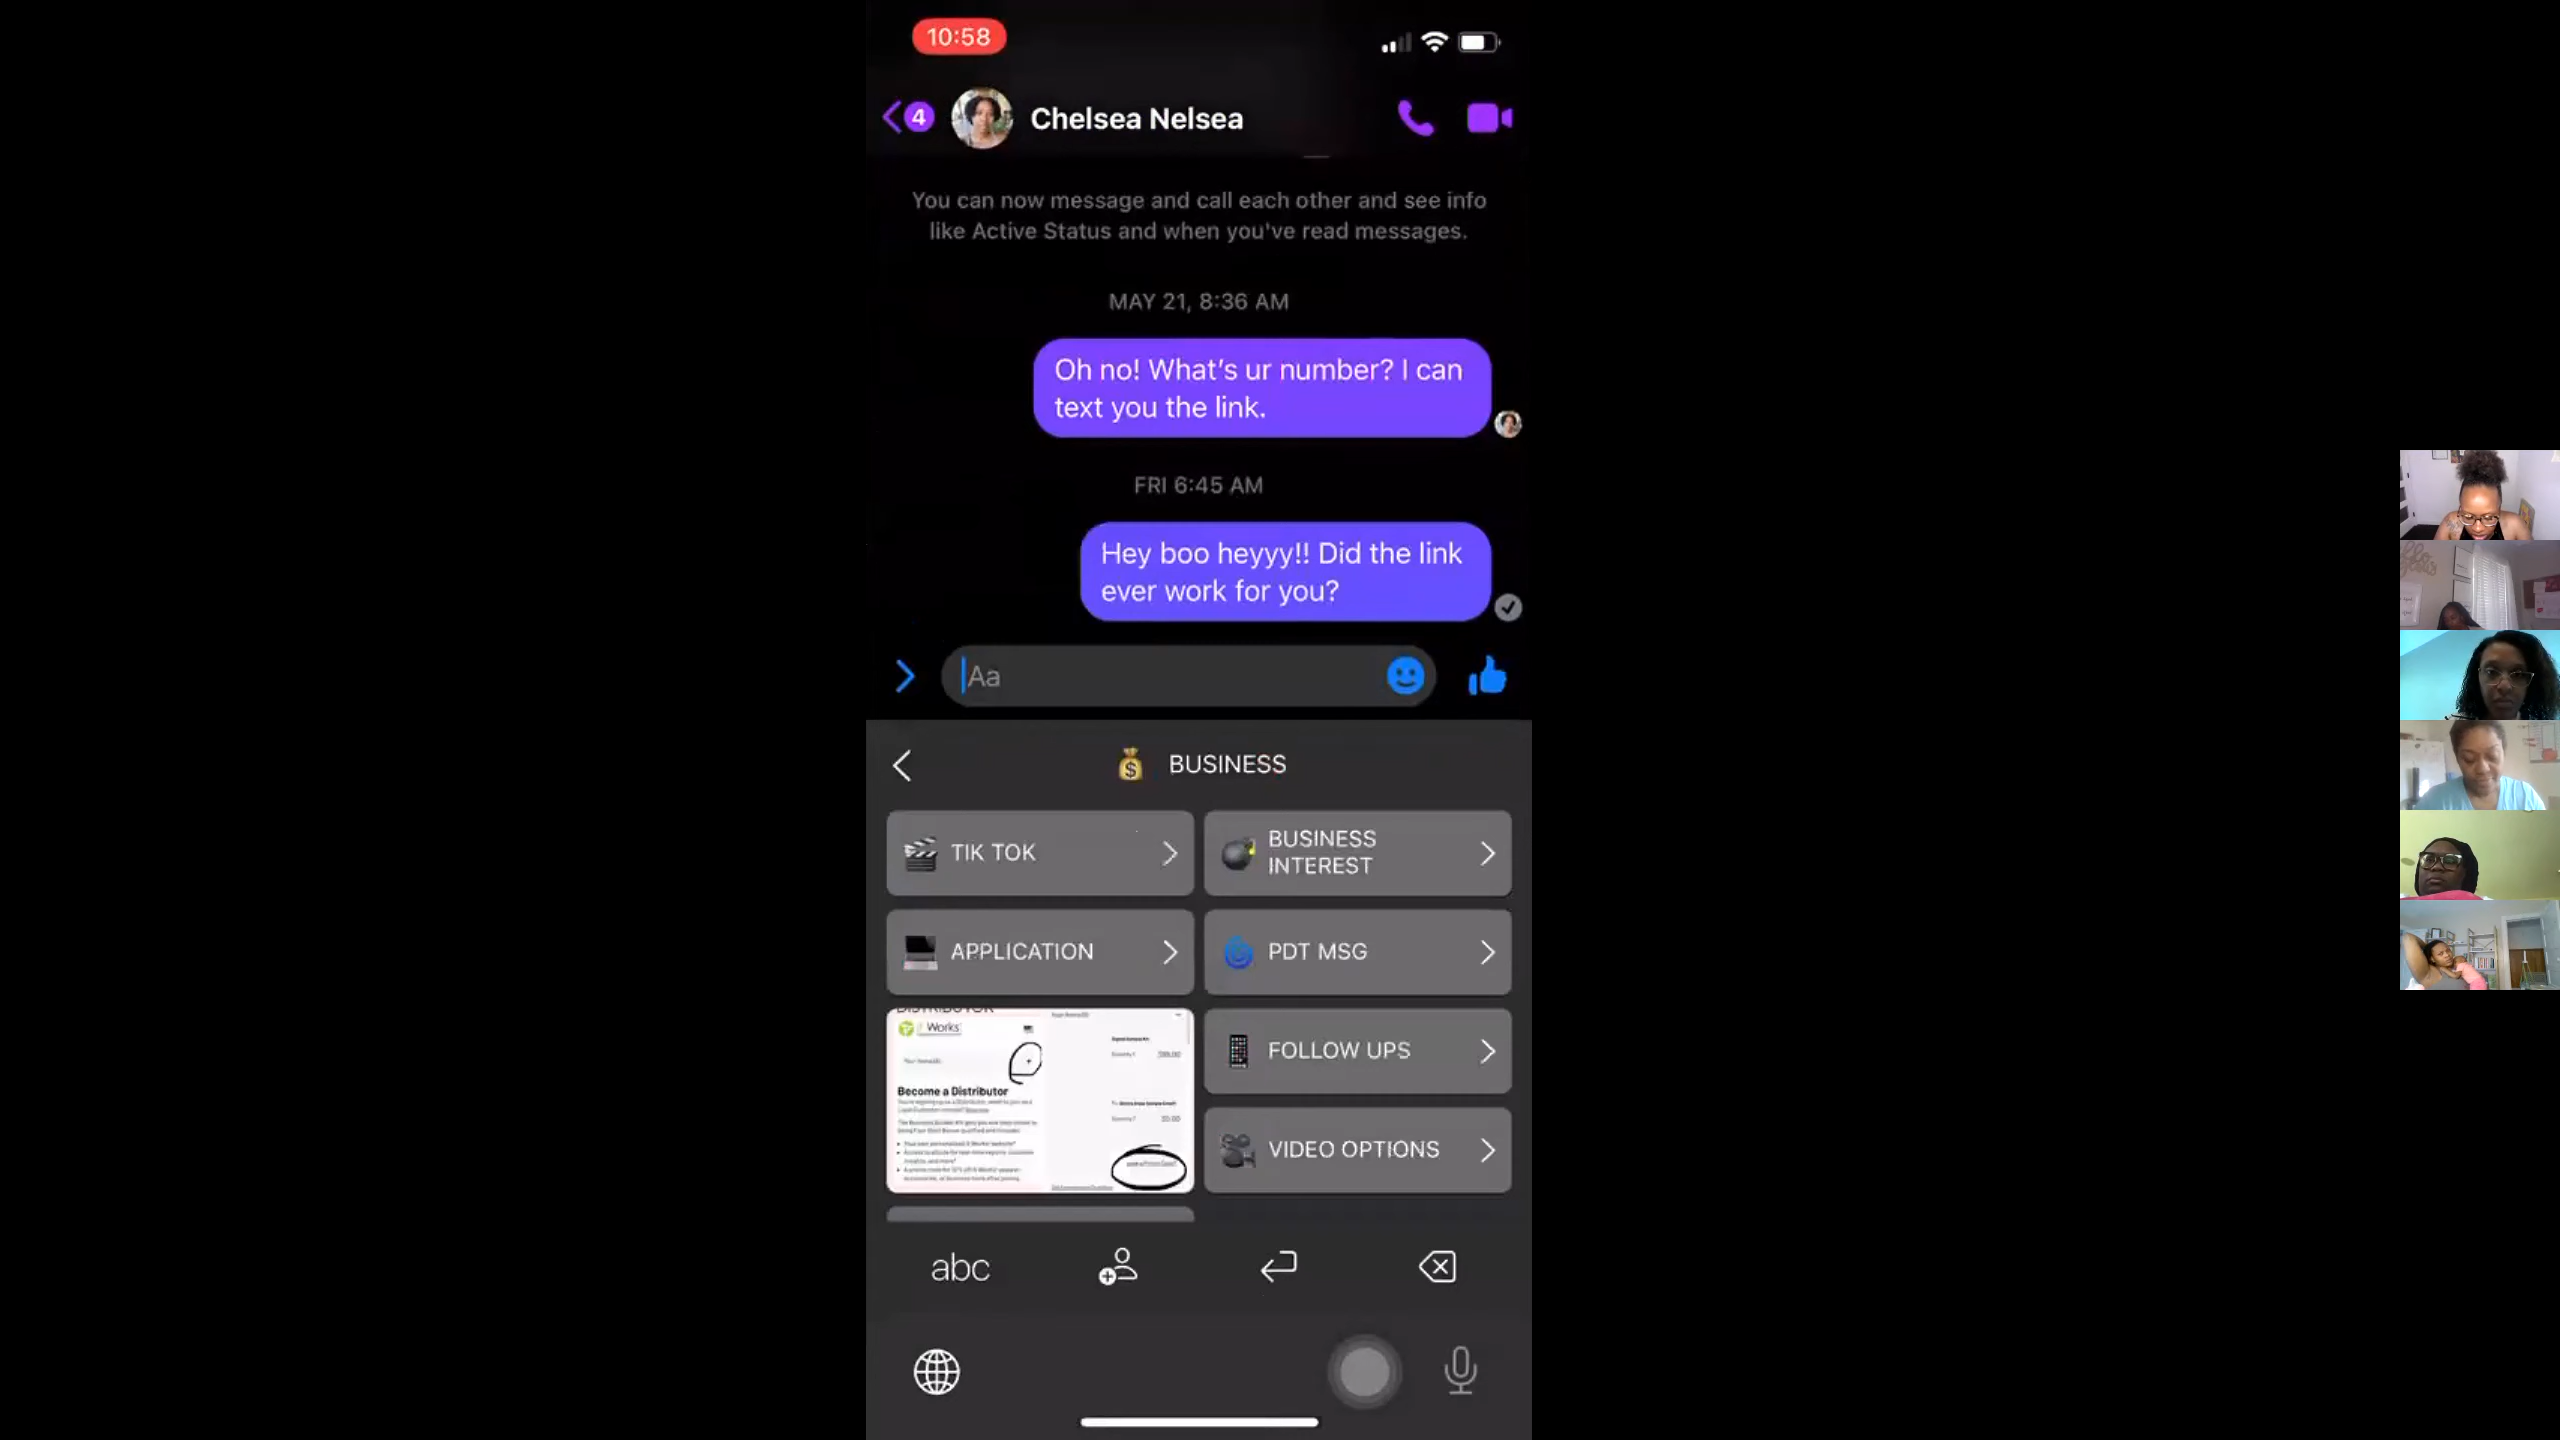 10:58
4
Chelsea Nelsea
You can now message and call each other and see info
like Active Status and when you've read messages.
MAY 21, 8:36 AM
Oh no! What's ur number? I can
text you the link.
FRI 6:45 AM
Hey boo heyyy!! Did the link
ever work for you?
Aa
BUSINESS
TIK TOK
BUSINESS
INTEREST
APPLICATION
PDT MSG
DISTRIBUTOR
It Works
Become a Distributor
FOLLOW UPS
VIDEO OPTIONS
abc